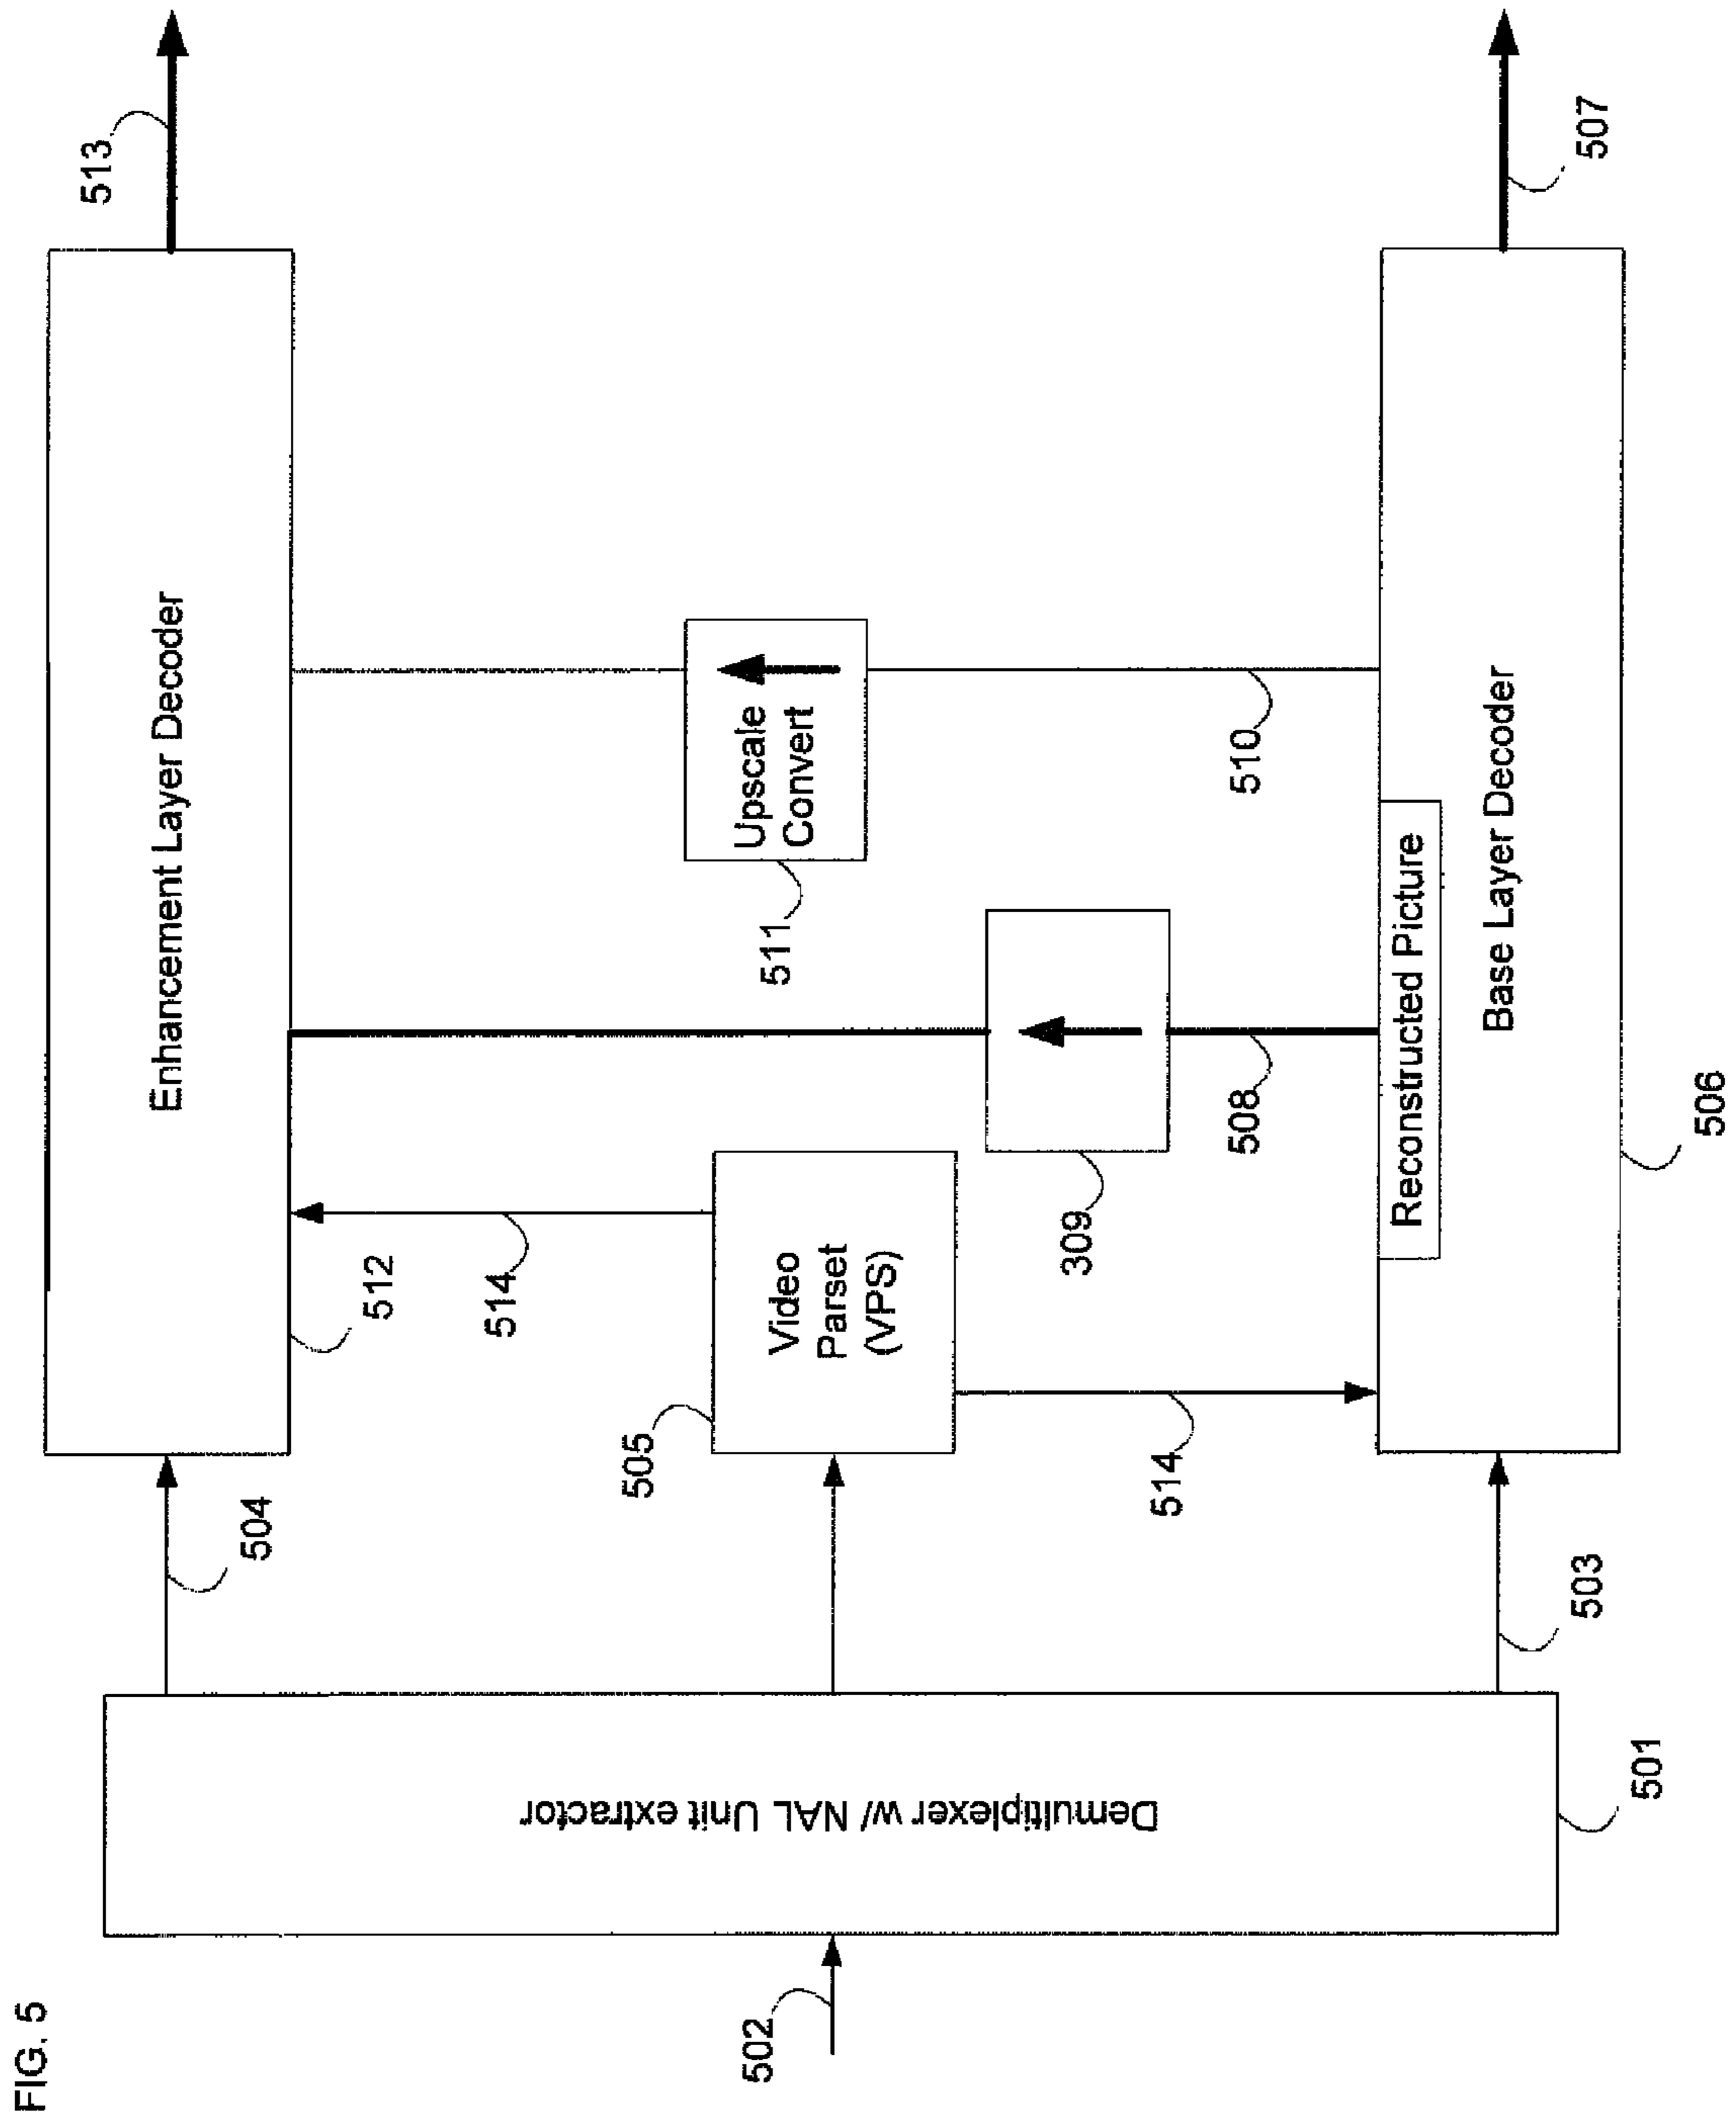 FIG. 5
513
Enhancement Layer Decoder
504
512
514
505
Video
Parset
(VPS)
514
309
508
Upscale
Convert
511
510
Reconstructed Picture
Base Layer Decoder
506
507
503
Demultiplexer w/ NAL Unit extractor
501
502